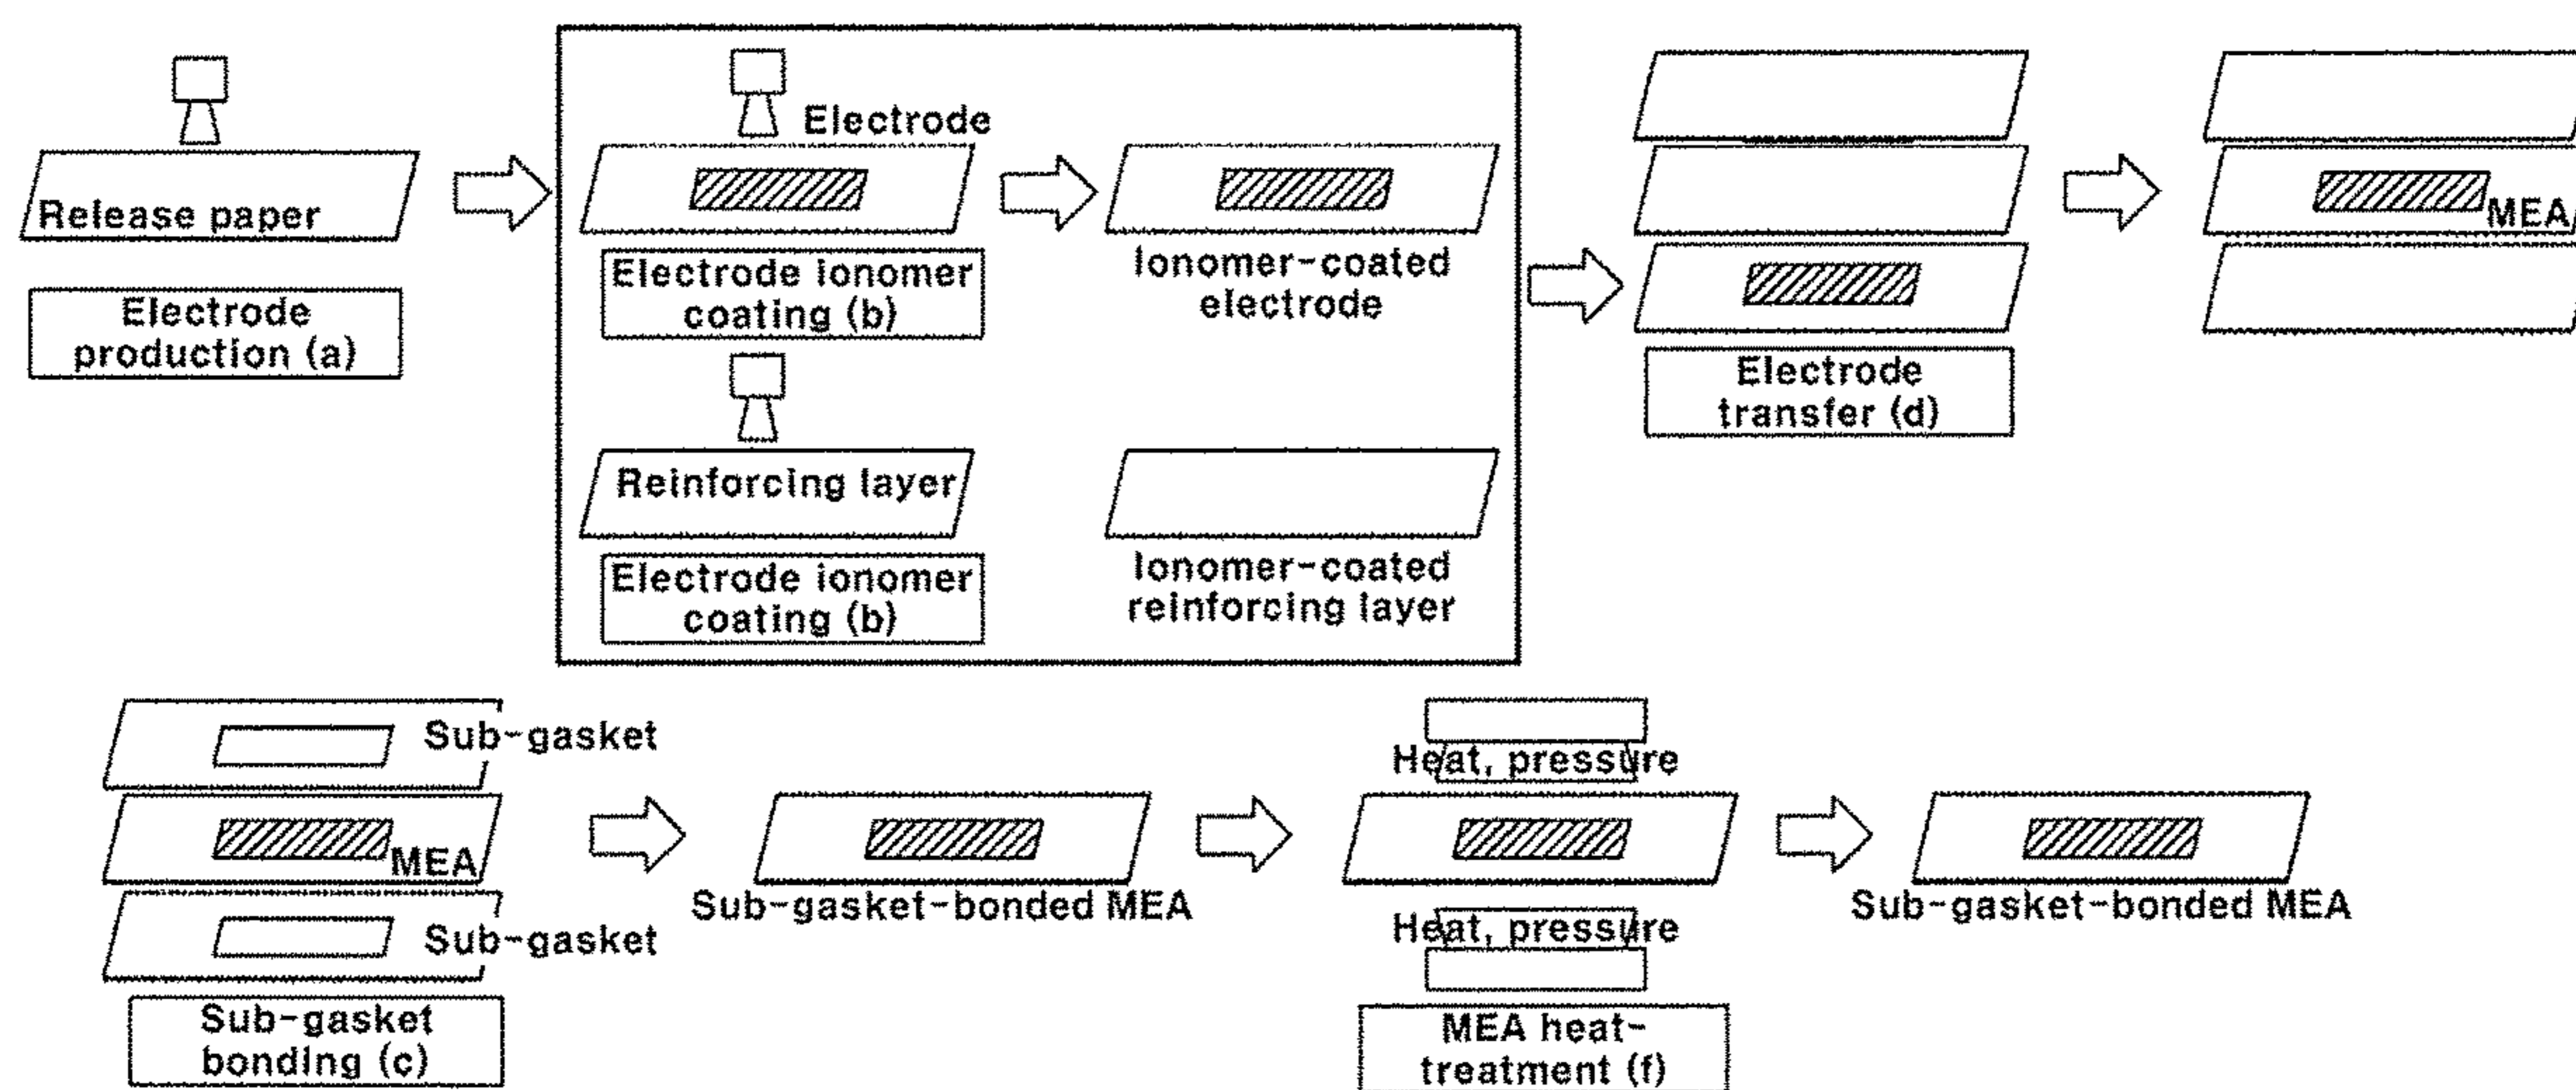 Release paper
Electrode
production (a)
Electrode
Electrode ionomer
coating (b)
Ionomer-coated
electrode
Reinforcing layer
Electrode ionomer
coating (b)
Ionomer-coated
reinforcing layer
Electrode
transfer (d)
MEA
Sub-gasket
MEA
Sub-gasket
Sub-gasket
bonding (c)
Sub-gasket-bonded MEA
Heat, pressure
Heat, pressure
MEA heat-
treatment (f)
Sub-gasket-bonded MEA